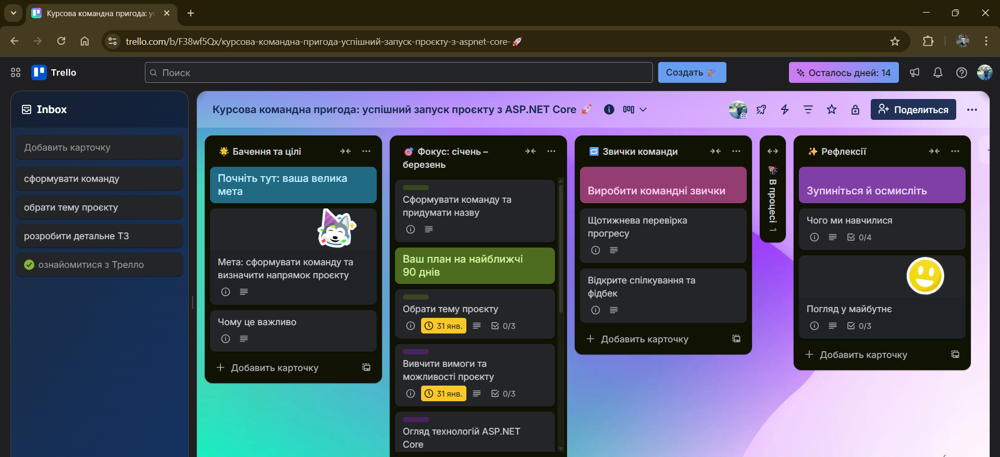 Курсова командна пригода: ус
trello.com/b/F38wf5Qx/курсова-командна-пригода-успішний-запуск-проєкту-з-aspnet-core-🚀
Trello
Поиск
Создать 🎉
Осталось дней: 14
Inbox
Добавить карточку
сформувати команду
обрати тему проєкту
розробити детальне ТЗ
ознайомитися з Трелло
Курсова командна пригода: успішний запуск проєкту з ASP.NET Core 🚀
Поделиться
🌟 Бачення та цілі
Почніть тут: ваша велика
мета
Мета: сформувати команду та
визначити напрямок проєкту
Чому це важливо
Добавить карточку
🎯 Фокус: січень –
березень
Сформувати команду та
придумати назву
Ваш план на найближчі
90 днів
Обрати тему проєкту
31 янв.
0/3
Вивчити вимоги та
можливості проєкту
31 янв.
0/3
Огляд технологій ASP.NET
Core
🔁 Звички команди
Виробити командні звички
Щотижнева перевірка
прогресу
Відкрите спілкування та
фідбек
Добавить карточку
🎉 В процесі 1
✨ Рефлексії
Зупиніться й осмисліть
Чого ми навчилися
0/4
Погляд у майбутнє
0/3
Добавить карточку